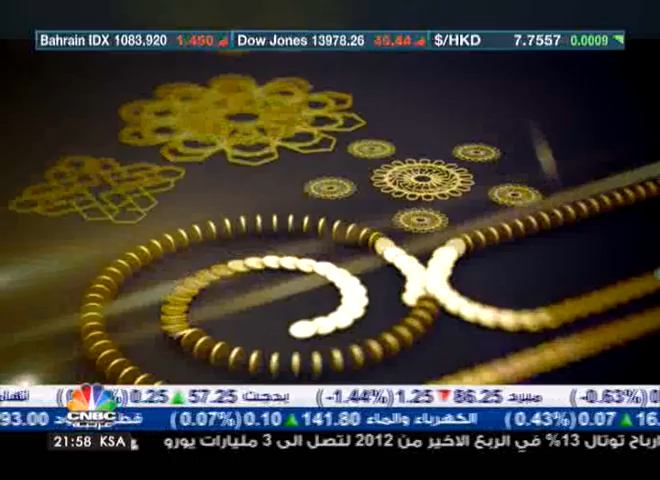 Bahrain IDX 1083.920 1.450 Dow Jones 13978.26 $/HKD 7.7557 0.0009
0.25 57.25 بدجت (-1.44%) 1.25 86.25 مبرد (-0.63%)
93.00 (0.07%) 0.10 141.80 الكهرباء والماء (0.43%) 0.07
CNBC
عربية
21:58 KSA
ارباح توتال 13% في الربع الاخير من 2012 لتصل الى 3 مليارات يورو